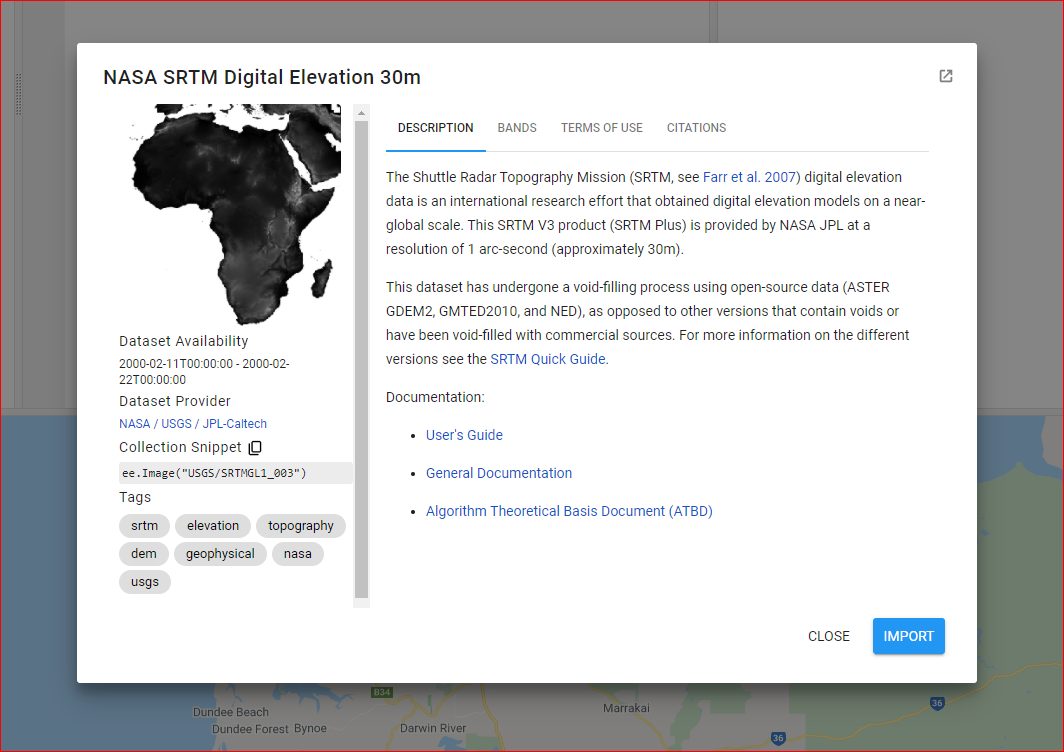 NASA SRTM Digital Elevation 30m
Dataset Availability
2000-02-11T00:00:00 - 2000-02-
22T00:00:00
Dataset Provider
NASA / USGS / JPL-Caltech
Collection Snippet
ee.Image("USGS/SRTMGL1_003")
Tags
srtm elevation topography
dem geophysical nasa
usgs
DESCRIPTION BANDS TERMS OF USE CITATIONS
The Shuttle Radar Topography Mission (SRTM, see Farr et al. 2007) digital elevation
data is an international research effort that obtained digital elevation models on a near-
global scale. This SRTM V3 product (SRTM Plus) is provided by NASA JPL at a
resolution of 1 arc-second (approximately 30m).
This dataset has undergone a void-filling process using open-source data (ASTER
GDEM2, GMTED2010, and NED), as opposed to other versions that contain voids or
have been void-filled with commercial sources. For more information on the different
versions see the SRTM Quick Guide.
Documentation:
• User's Guide
• General Documentation
• Algorithm Theoretical Basis Document (ATBD)
CLOSE IMPORT
B34
36
Dundee Beach
Marrakai
Dundee Forest Bynoe
Darwin River
36